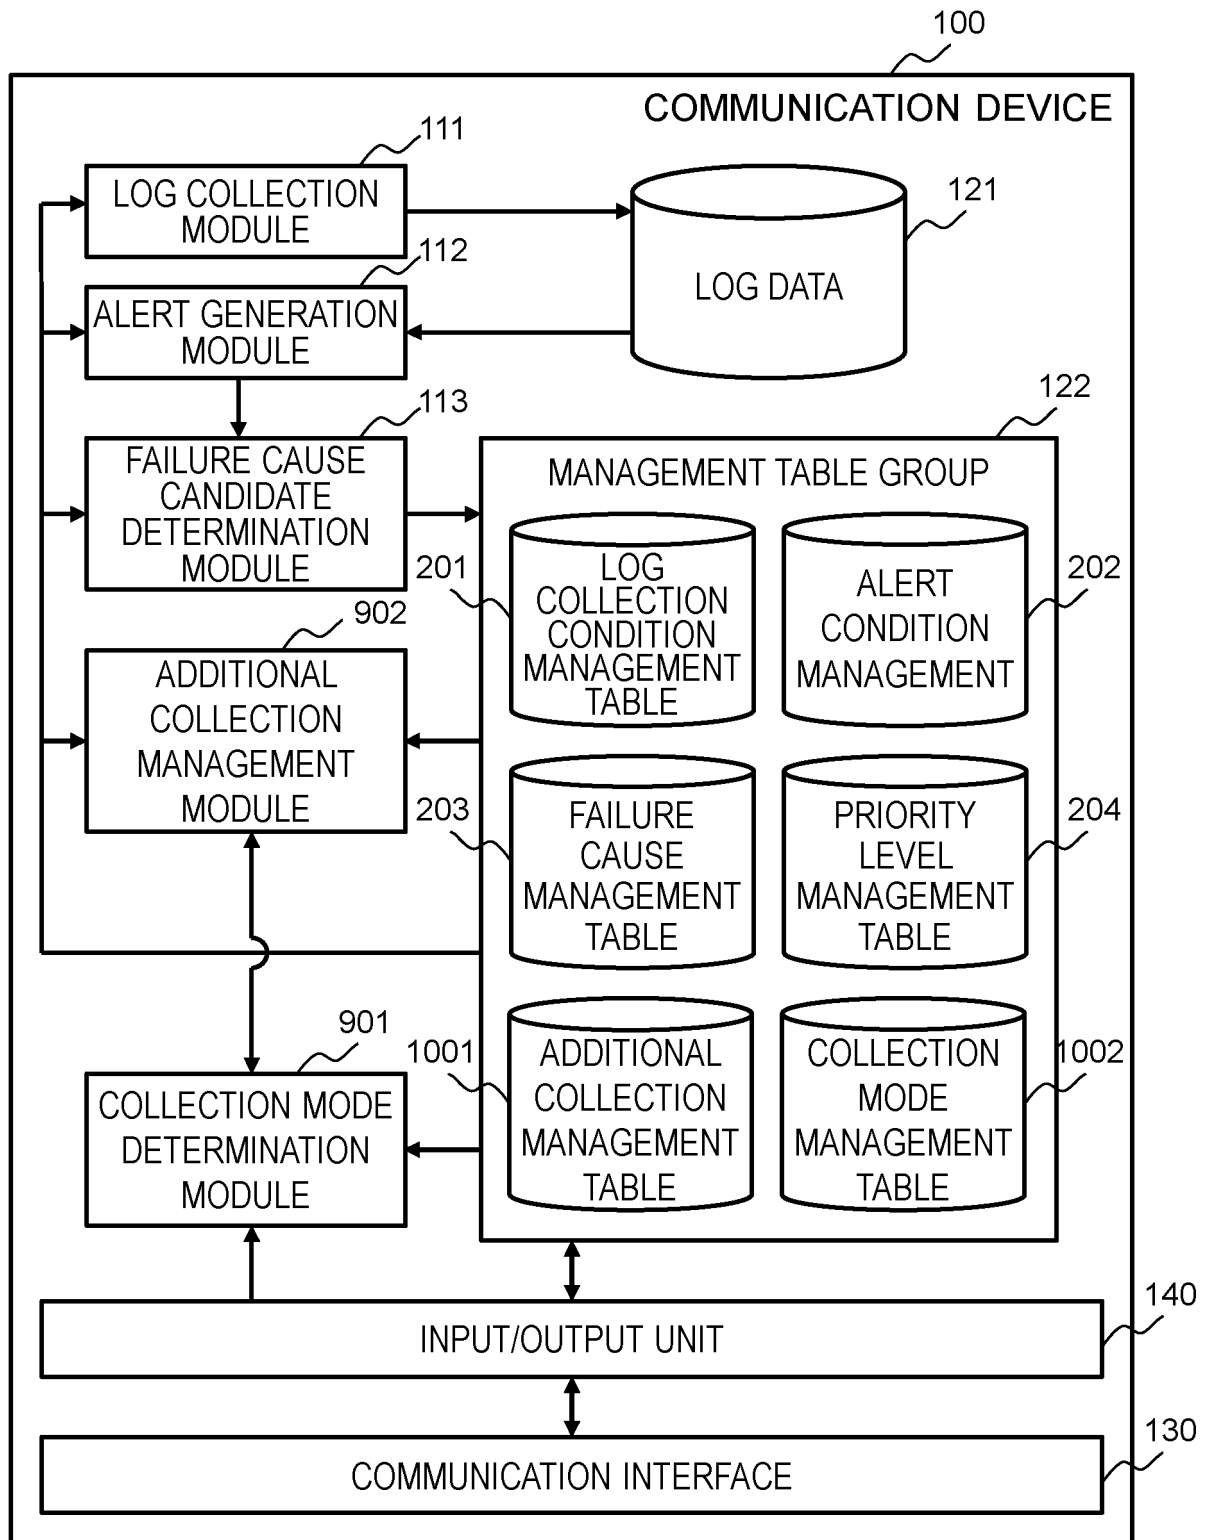 100
COMMUNICATION DEVICE
111
LOG COLLECTION
MODULE
121
LOG DATA
112
ALERT GENERATION
MODULE
113
FAILURE CAUSE
CANDIDATE
DETERMINATION
MODULE
122
MANAGEMENT TABLE GROUP
201
LOG
COLLECTION
CONDITION
MANAGEMENT
TABLE
202
ALERT
CONDITION
MANAGEMENT
902
ADDITIONAL
COLLECTION
MANAGEMENT
MODULE
203
FAILURE
CAUSE
MANAGEMENT
TABLE
204
PRIORITY
LEVEL
MANAGEMENT
TABLE
901
COLLECTION MODE
DETERMINATION
MODULE
1001
ADDITIONAL
COLLECTION
MANAGEMENT
TABLE
1002
COLLECTION
MODE
MANAGEMENT
TABLE
140
INPUT/OUTPUT UNIT
130
COMMUNICATION INTERFACE